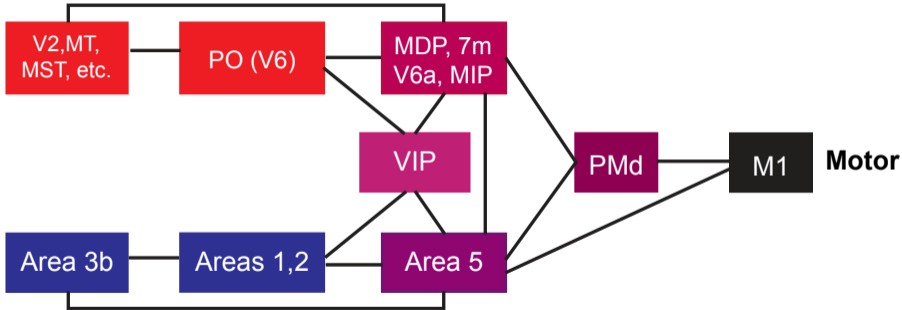 V2,MT,
MST, etc.
PO (V6)
MDP, 7m
V6a, MIP
VIP
PMd
M1
Motor
Area 3b
Areas 1,2
Area 5